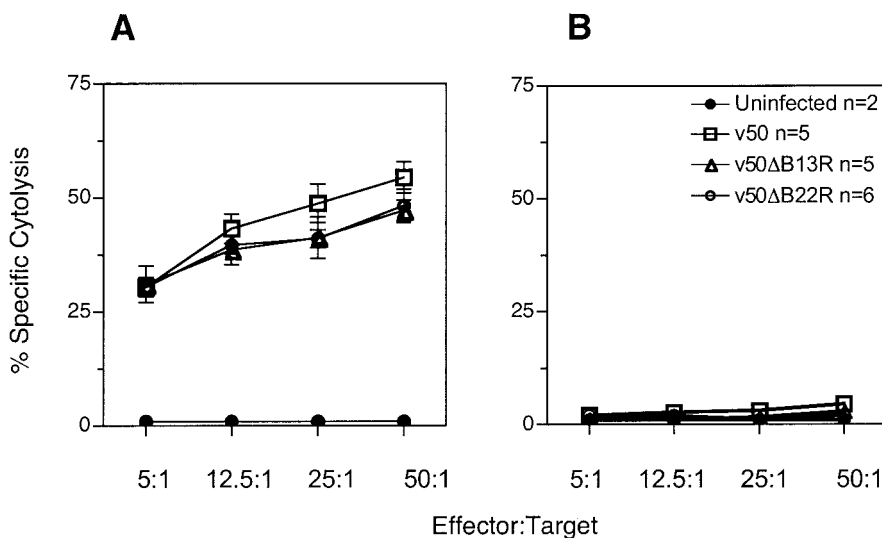 A
B
% Specific Cytolysis
75
50
25
0
5:1 12.5:1 25:1 50:1
75
50
25
0
Uninfected n=2
v50 n=5
v50ΔB13R n=5
v50ΔB22R n=6
5:1 12.5:1 25:1 50:1
Effector:Target